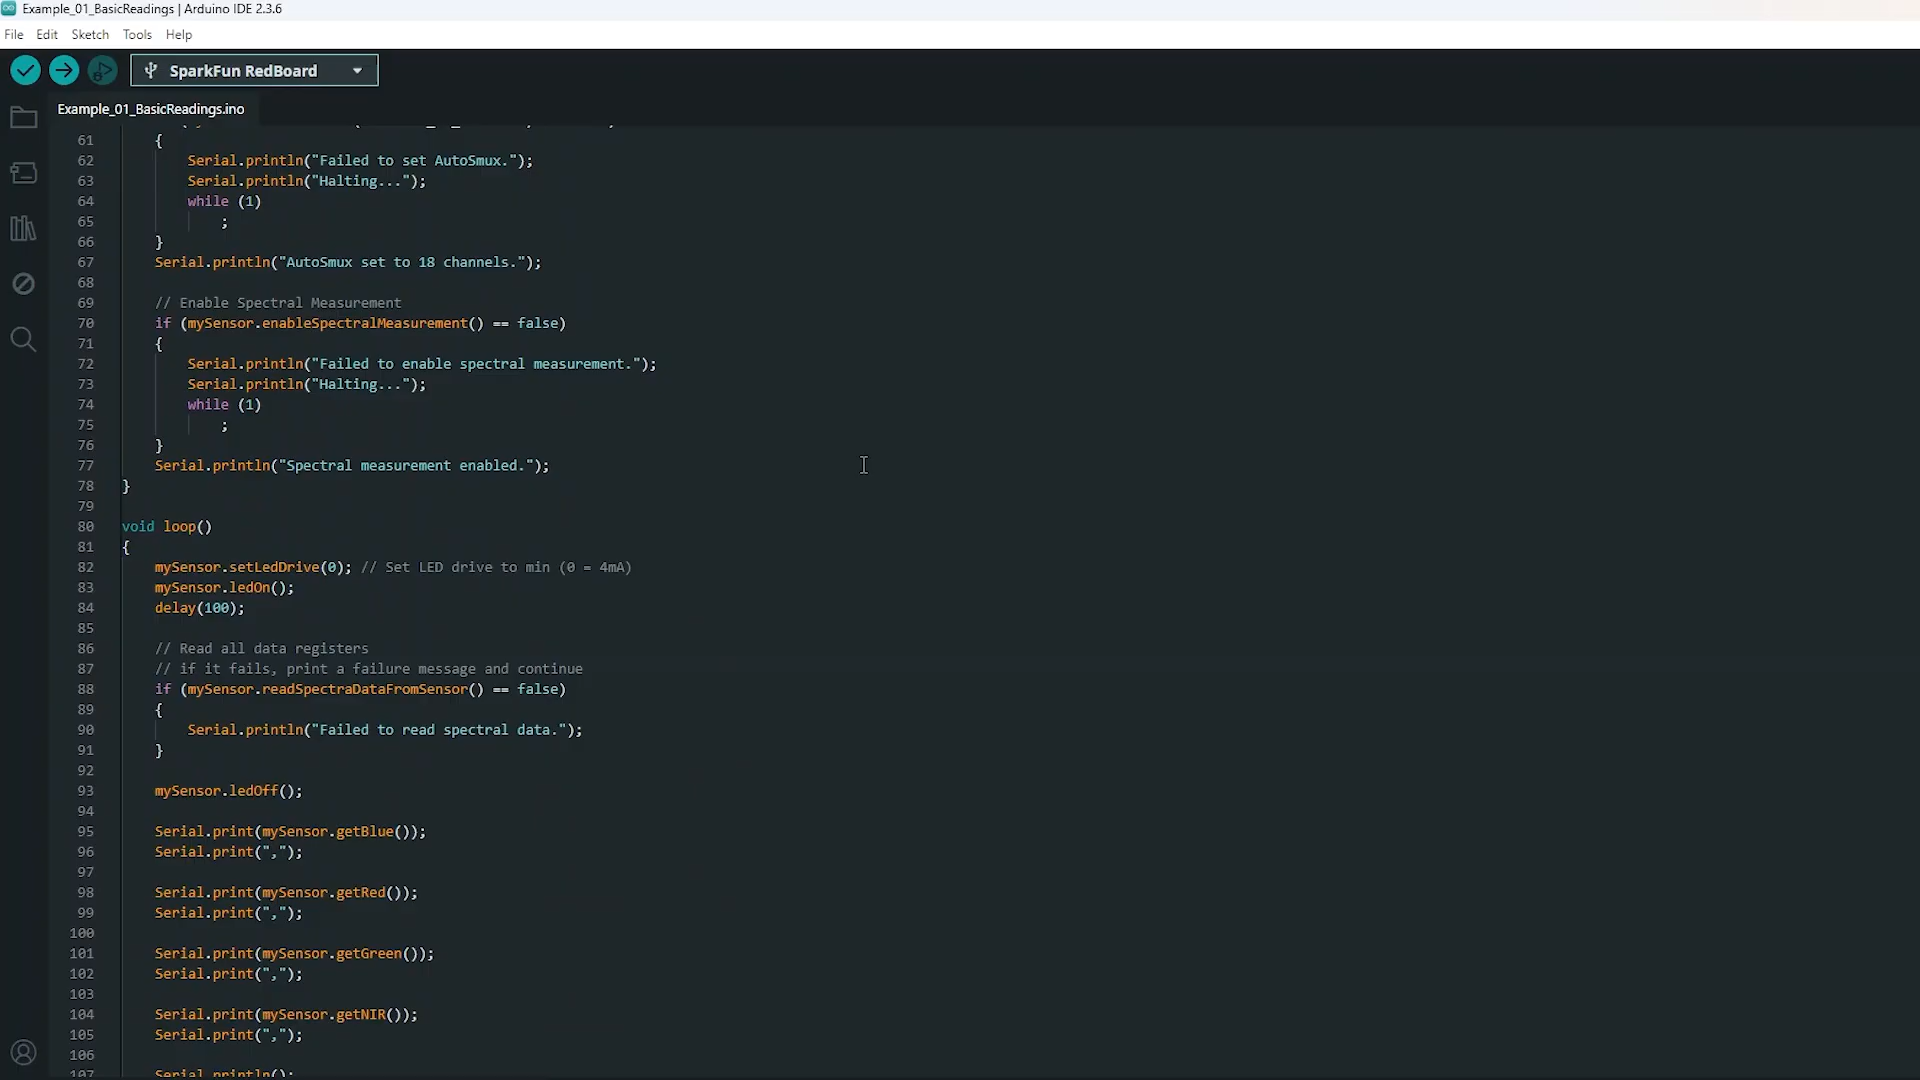 Example_01_BasicReadings | Arduino IDE 2.3.6
File Edit Sketch Tools Help
SparkFun RedBoard
Example_01_BasicReadings.ino
61 {
62 Serial.println("Failed to set AutoSmux.");
63 Serial.println("Halting...");
64 while (1)
65 ;
66 }
67 Serial.println("AutoSmux set to 18 channels.");
68
69 // Enable Spectral Measurement
70 if (mySensor.enableSpectralMeasurement() == false)
71 {
72 Serial.println("Failed to enable spectral measurement.");
73 Serial.println("Halting...");
74 while (1)
75 ;
76 }
77 Serial.println("Spectral measurement enabled.");
78 }
79
80 void loop()
81 {
82 mySensor.setLedDrive(0); // Set LED drive to min (0 = 4mA)
83 mySensor.ledOn();
84 delay(100);
85
86 // Read all data registers
87 // if it fails, print a failure message and continue
88 if (mySensor.readSpectraDataFromSensor() == false)
89 {
90 Serial.println("Failed to read spectral data.");
91 }
92
93 mySensor.ledOff();
94
95 Serial.print(mySensor.getBlue());
96 Serial.print(",");
97
98 Serial.print(mySensor.getRed());
99 Serial.print(",");
100
101 Serial.print(mySensor.getGreen());
102 Serial.print(",");
103
104 Serial.print(mySensor.getNIR());
105 Serial.print(",");
106
107 Serial.println();